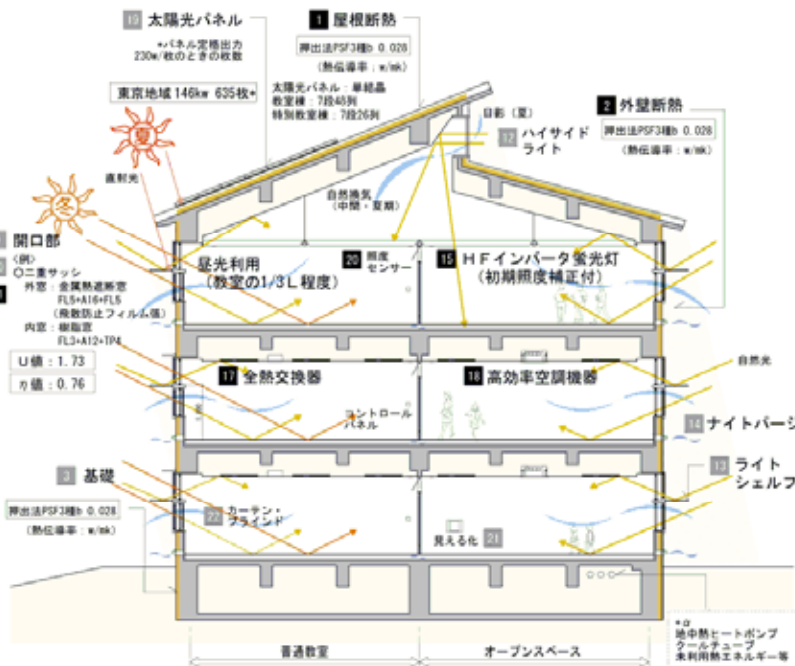 19 太陽光パネル
*パネル定格出力
230w/枚のときの枚数
東京地域146kw 635枚*
1 屋根断熱
押出法PSF3種b 0.028
(熱伝導率：w/mk)
太陽光パネル：単結晶
教室棟：7段48列
特別教室棟：7段26列
2 外壁断熱
押出法PSF3種b 0.028
(熱伝導率：w/mk)
日影(夏)
12 ハイサイド
ライト
夏
直射光
冬
自然換気
(中間・夏期)
開口部
〈例〉
〇二重サッシ
外窓：金属熱遮断窓
FL5+A16+FL5
(飛散防止フィルム張)
内窓：樹脂窓
FL3+A12+TP4
U値：1.73
η値：0.76
昼光利用
(教室の1/3L程度)
20 照度
センサー
15 HFインバータ蛍光灯
(初期照度補正付)
17 全熱交換器
コントロール
パネル
18 高効率空調機器
自然光
14 ナイトパージ
13 ライト
シェルフ
3 基礎
押出法PSF3種b 0.028
(熱伝導率：w/mk)
22 カーテン・
ブラインド
見える化 21
*α
地中熱ヒートポンプ
クールチューブ
未利用熱エネルギー等
普通教室
オープンスペース